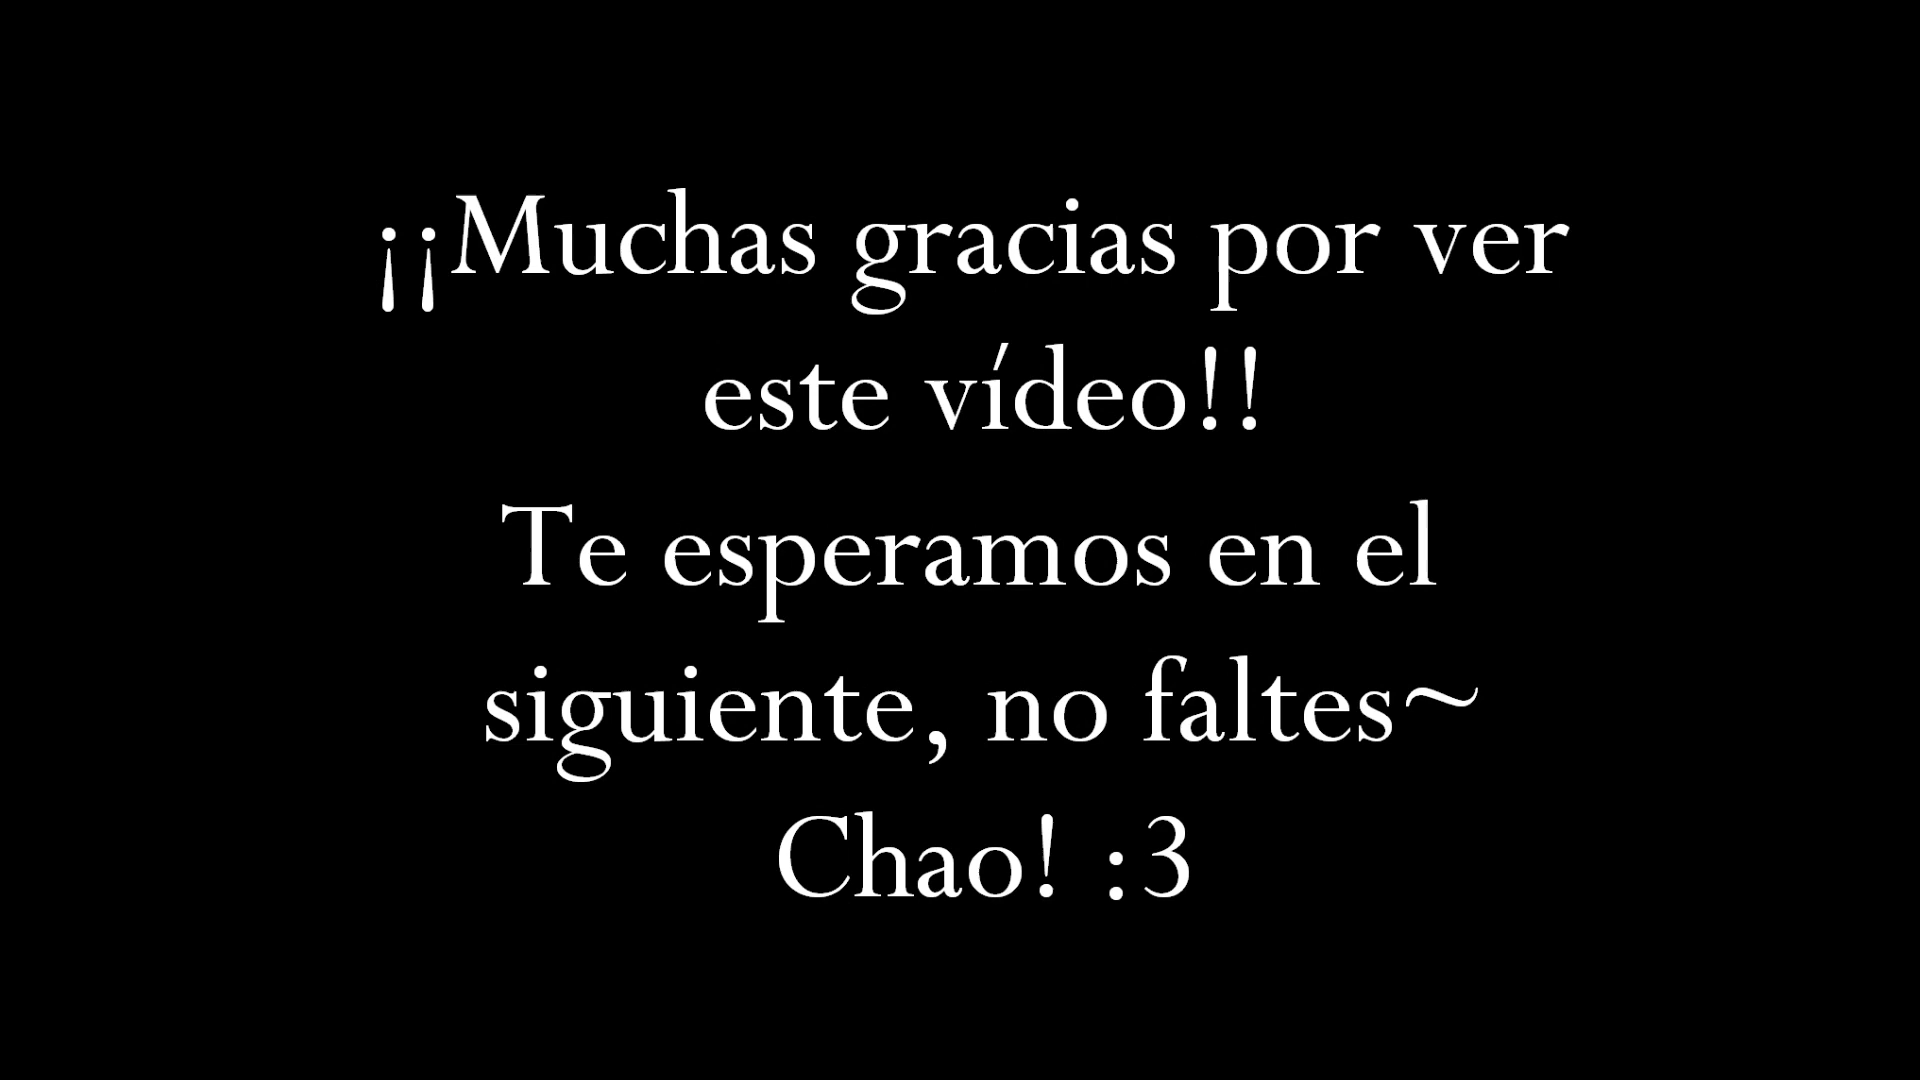 ¡¡Muchas gracias por ver
este vídeo!!
Te esperamos en el
siguiente, no faltes~
Chao! :3